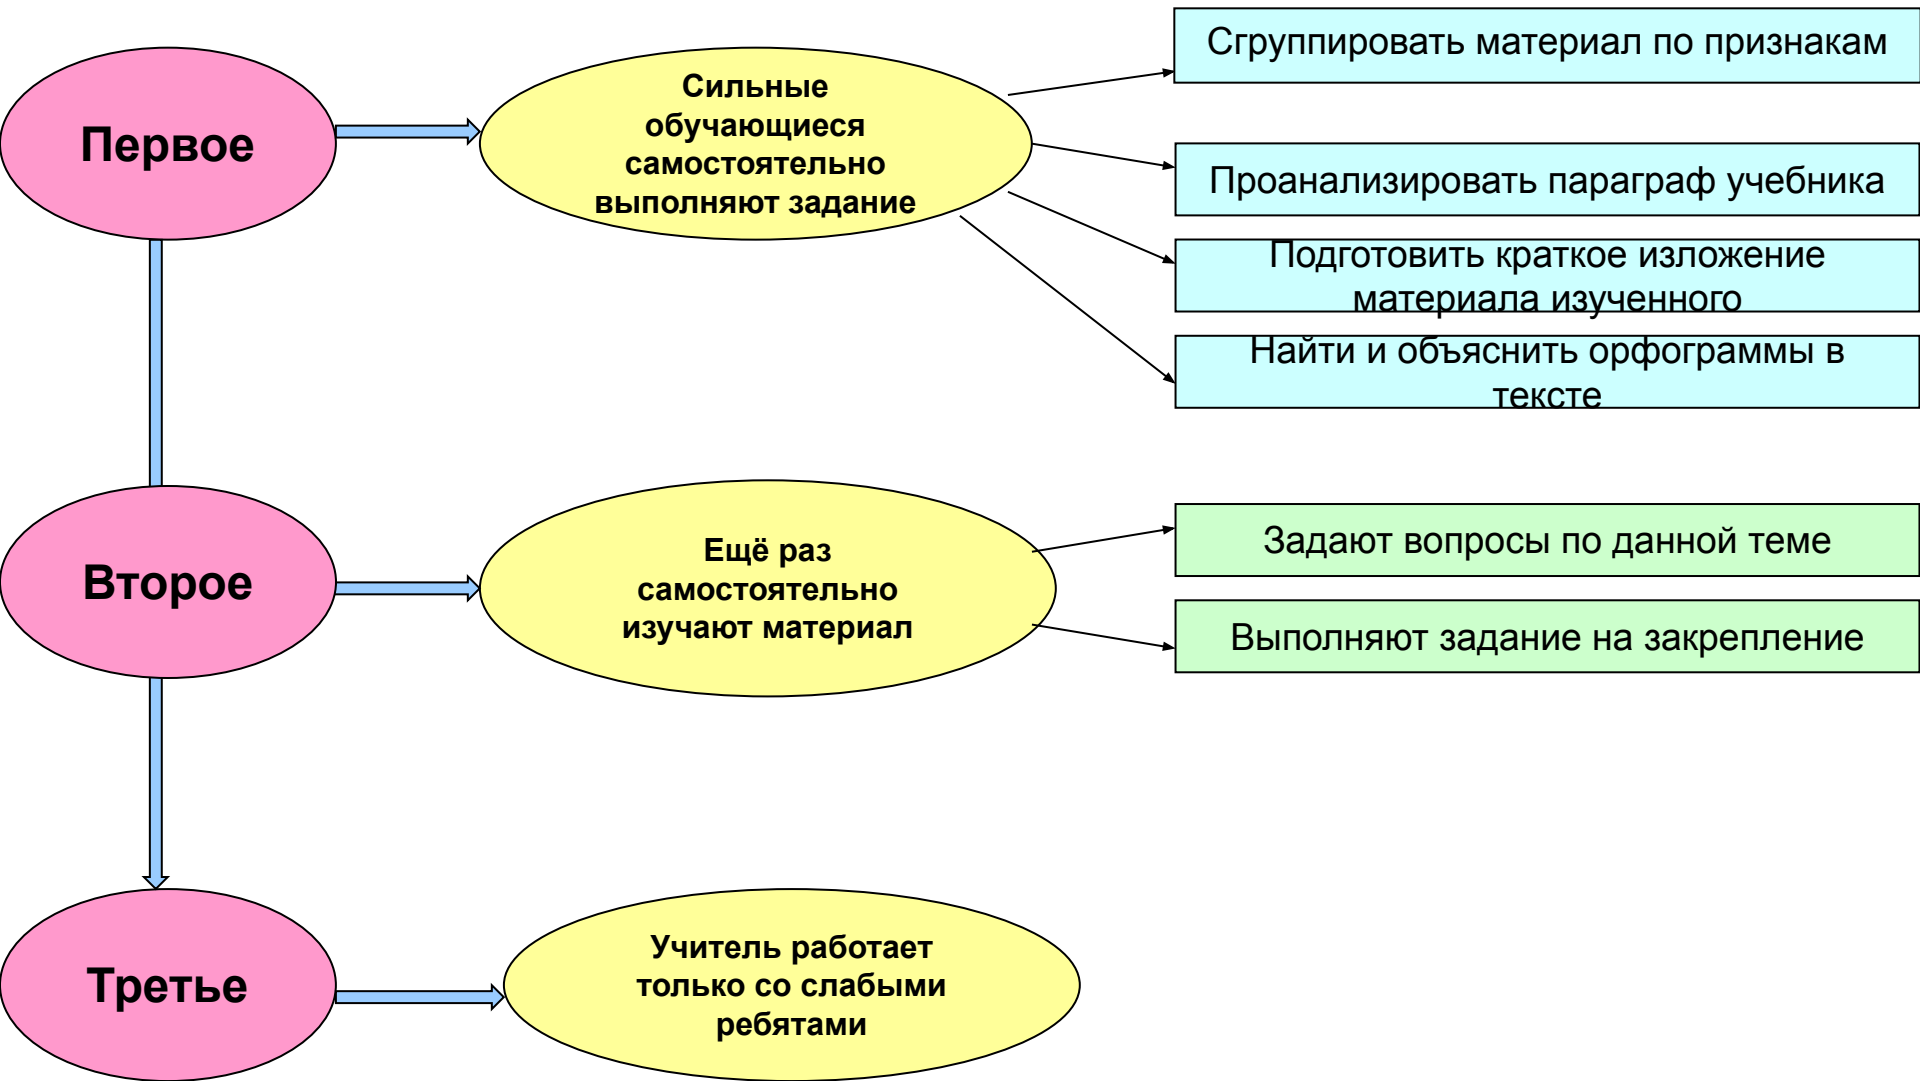 Первое
Сильные
обучающиеся
самостоятельно
выполняют задание
Сгруппировать материал по признакам
Проанализировать параграф учебника
Подготовить краткое изложение
материала изученного
Найти и объяснить орфограммы в
тексте
Второе
Ещё раз
самостоятельно
изучают материал
Задают вопросы по данной теме
Выполняют задание на закрепление
Третье
Учитель работает
только со слабыми
ребятами